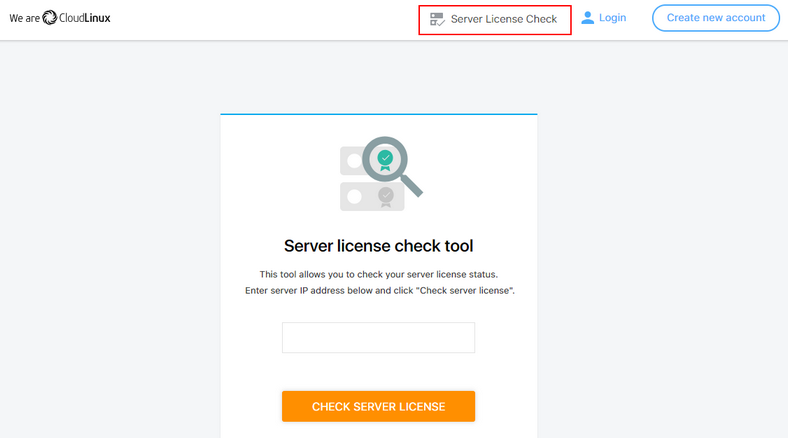 We are CloudLinux
Server License Check
Login
Create new account
Server license check tool
This tool allows you to check your server license status.
Enter server IP address below and click "Check server license".
CHECK SERVER LICENSE